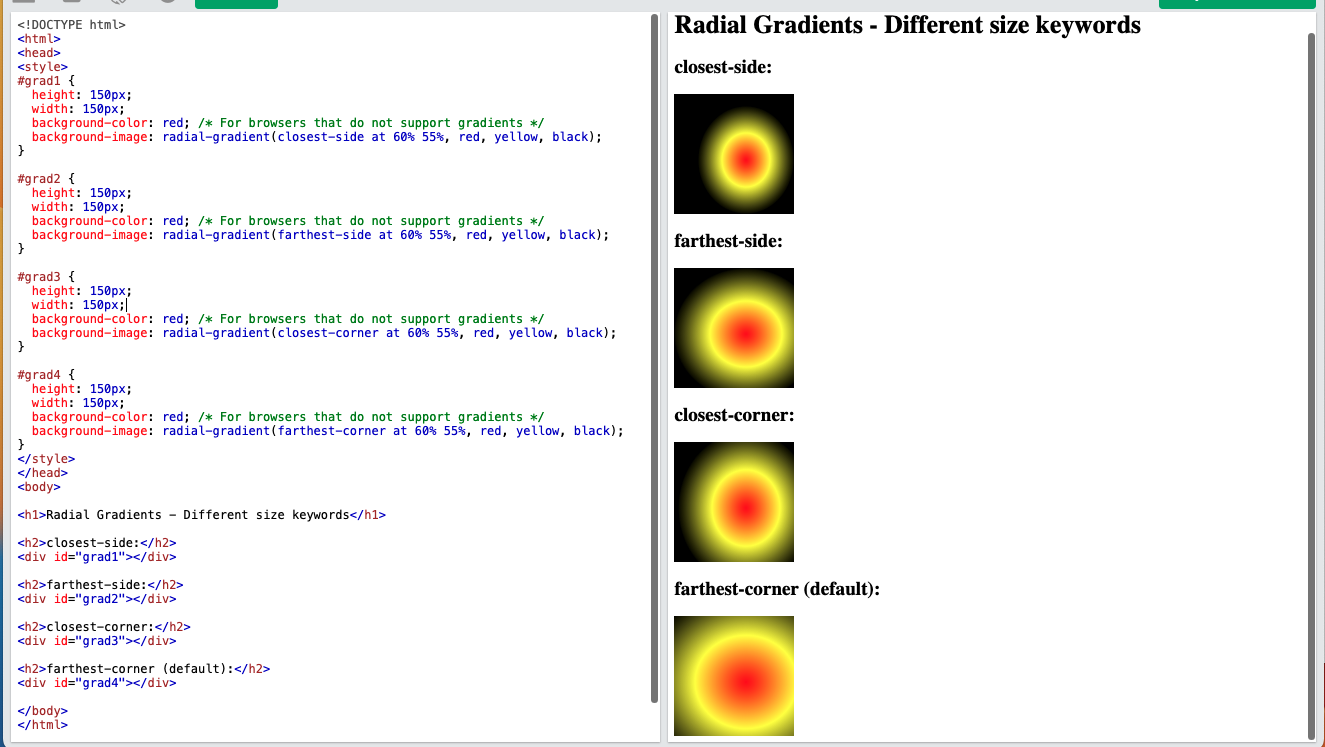 <!DOCTYPE html>
<html>
<head>
<style>
#grad1 {
  height: 150px;
  width: 150px;
  background-color: red; /* For browsers that do not support gradients */
  background-image: radial-gradient(closest-side at 60% 55%, red, yellow, black);
}

#grad2 {
  height: 150px;
  width: 150px;
  background-color: red; /* For browsers that do not support gradients */
  background-image: radial-gradient(farthest-side at 60% 55%, red, yellow, black);
}

#grad3 {
  height: 150px;
  width: 150px;
  background-color: red; /* For browsers that do not support gradients */
  background-image: radial-gradient(closest-corner at 60% 55%, red, yellow, black);
}

#grad4 {
  height: 150px;
  width: 150px;
  background-color: red; /* For browsers that do not support gradients */
  background-image: radial-gradient(farthest-corner at 60% 55%, red, yellow, black);
}
</style>
</head>
<body>

<h1>Radial Gradients - Different size keywords</h1>

<h2>closest-side:</h2>
<div id="grad1"></div>

<h2>farthest-side:</h2>
<div id="grad2"></div>

<h2>closest-corner:</h2>
<div id="grad3"></div>

<h2>farthest-corner (default):</h2>
<div id="grad4"></div>

</body>
</html>
Radial Gradients - Different size keywords
closest-side:
farthest-side:
closest-corner:
farthest-corner (default):